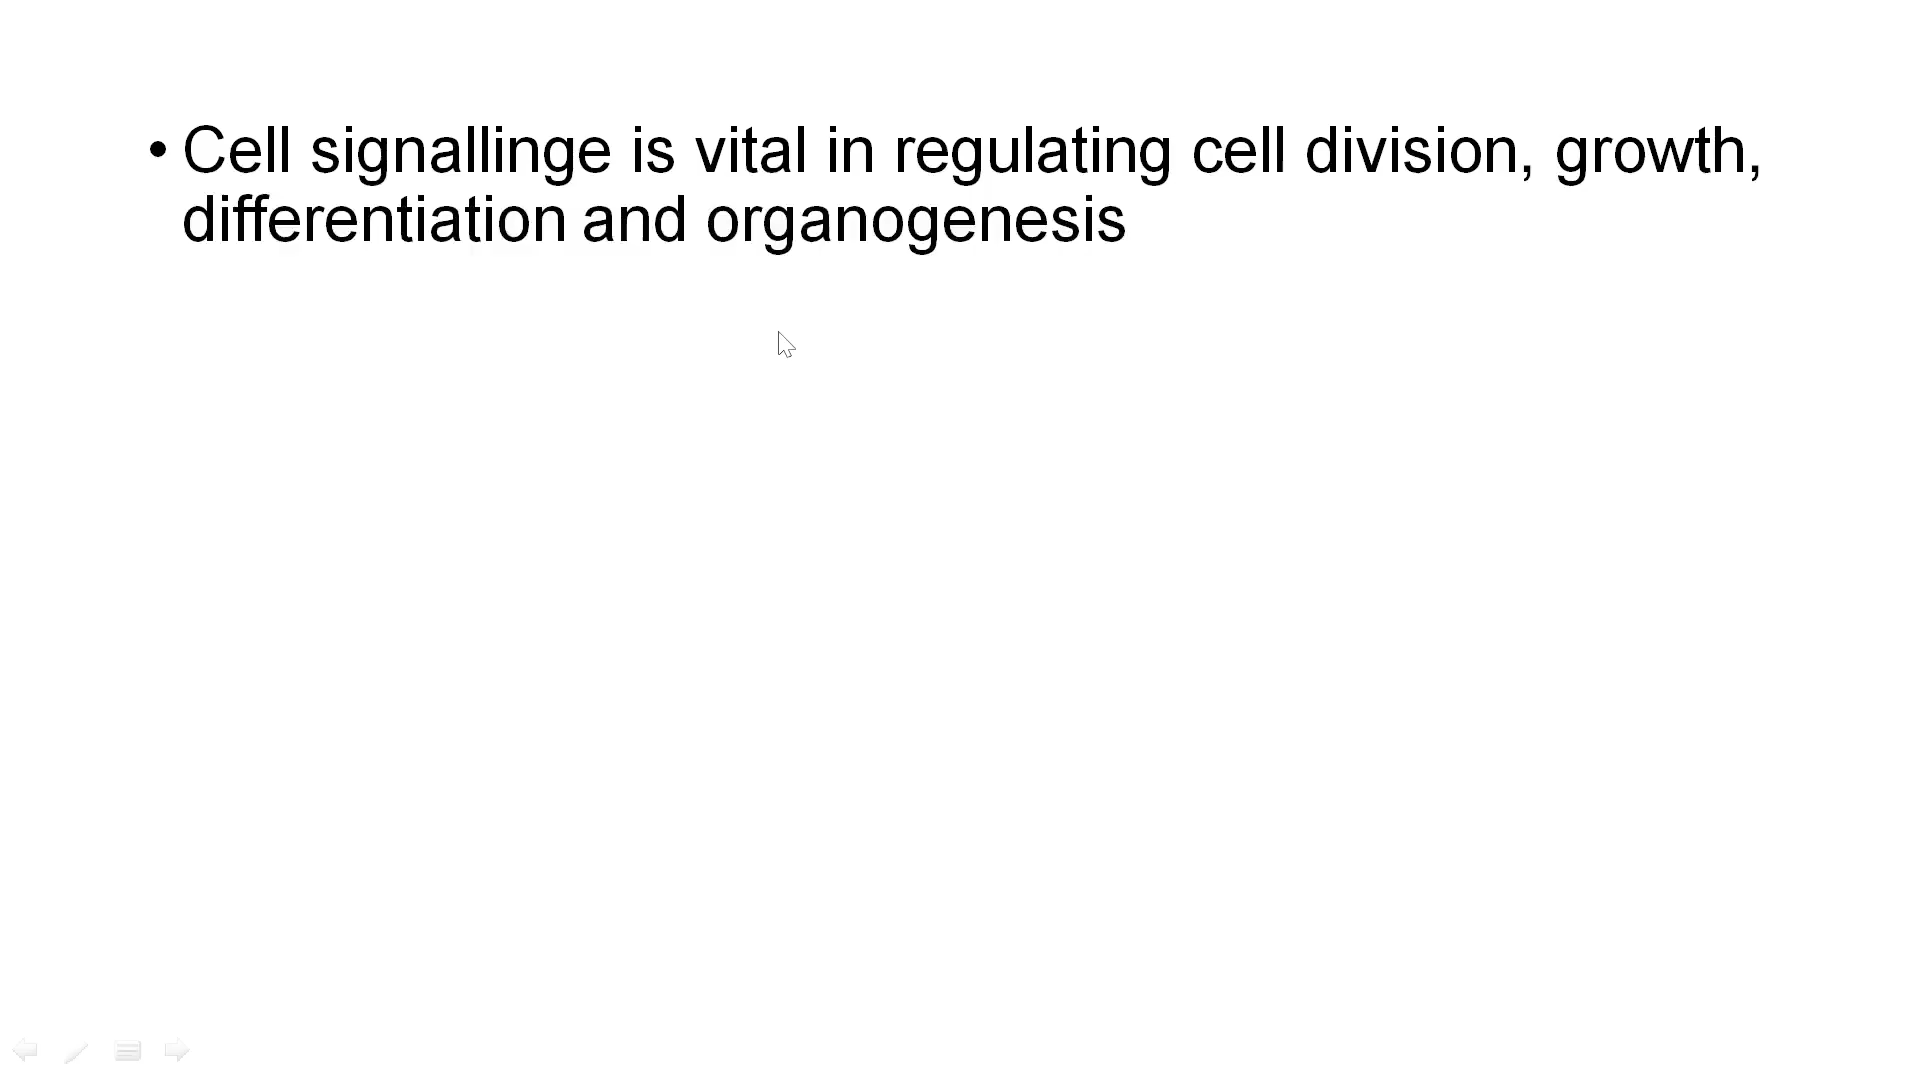 • Cell signallinge is vital in regulating cell division, growth,
differentiation and organogenesis